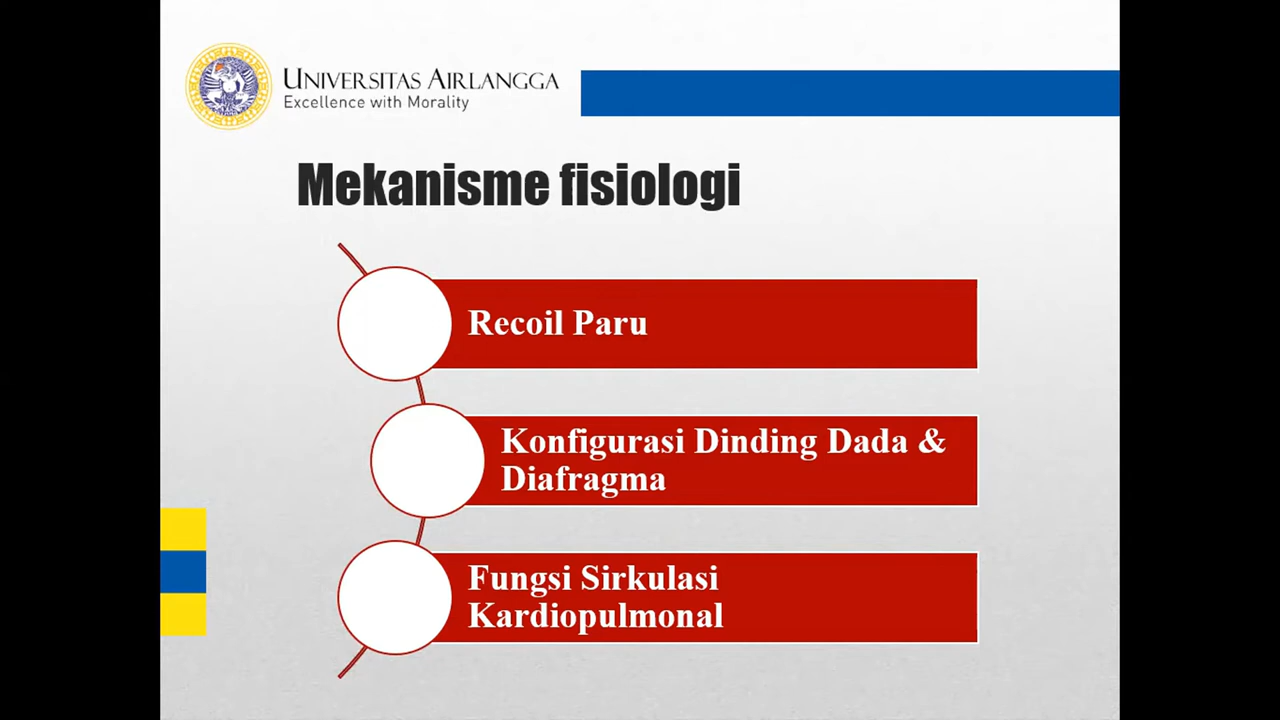 UNIVERSITAS AIRLANGGA
Excellence with Morality
Mekanisme fisiologi
Recoil Paru
Konfigurasi Dinding Dada &
Diafragma
Fungsi Sirkulasi
Kardiopulmonal